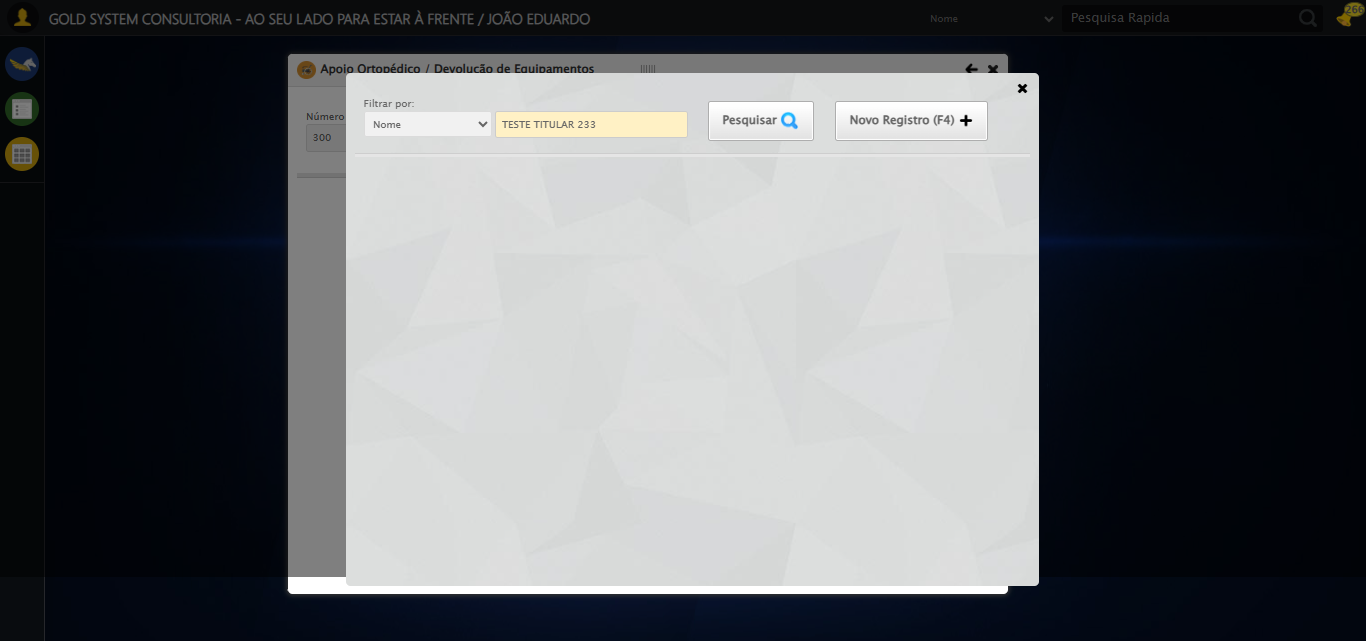 GOLD SYSTEM CONSULTORIA - AO SEU LADO PARA ESTAR À FRENTE / JOÃO EDUARDO
Nome
Pesquisa Rapida
266
Apoio Ortopédico / Devolução de Equipamentos
Número
300
Filtrar por:
Nome
TESTE TITULAR 233
Pesquisar
Novo Registro (F4)